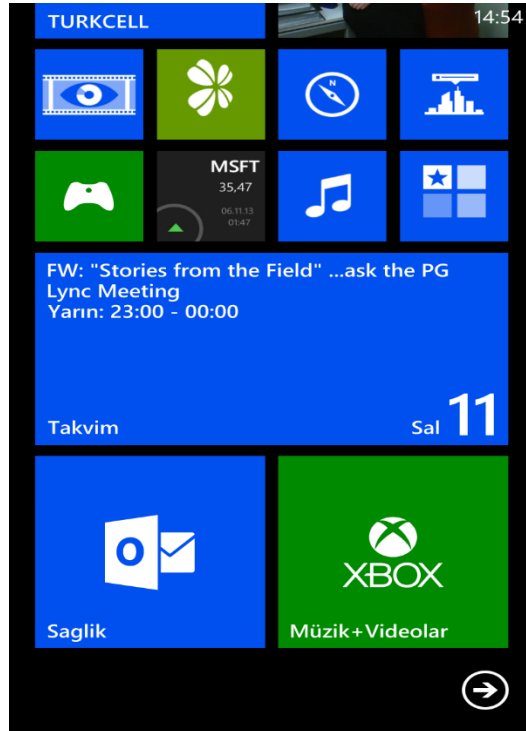 TURKCELL
14:54
N
MSFT
35,47
06.11.13
01:47
FW: "Stories from the Field" ...ask the PG
Lync Meeting
Yarın: 23:00 - 00:00
Takvim
Sal 11
O
XBOX
Saglik
Müzik+Videolar